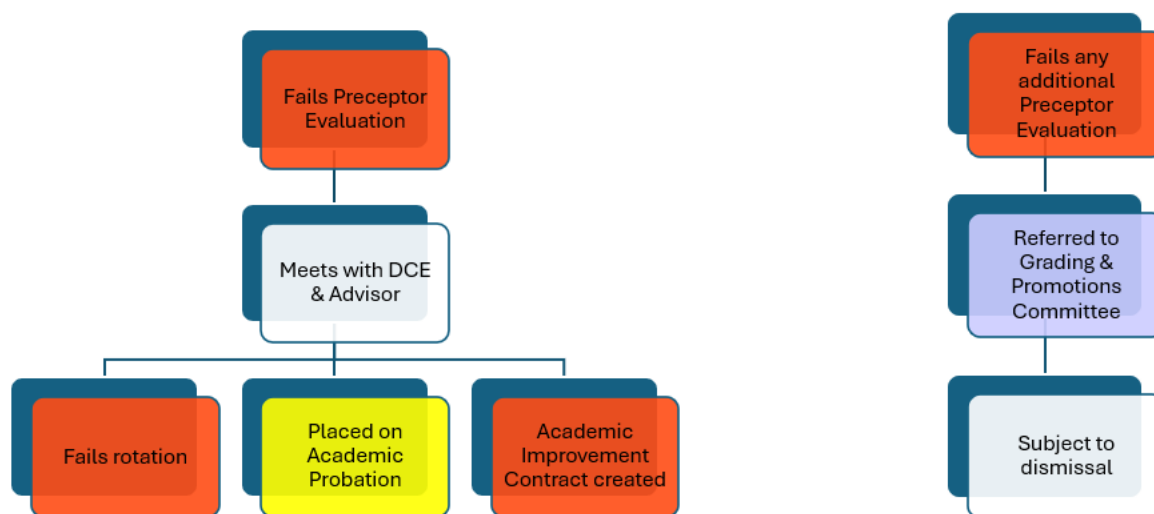 Fails Preceptor
Evaluation
Meets with DCE
& Advisor
Fails rotation
Placed on
Academic
Probation
Academic
Improvement
Contract created
Fails any
additional
Preceptor
Evaluation
Referred to
Grading &
Promotions
Committee
Subject to
dismissal